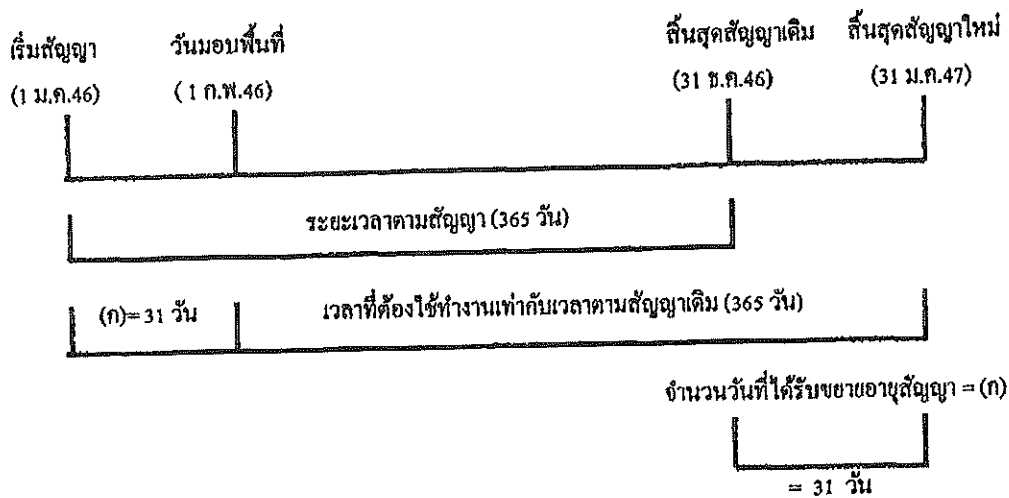 เริ่มสัญญา วันมอบพื้นที่ สิ้นสุดสัญญาเดิม สิ้นสุดสัญญาใหม่
(1 ม.ค.46) ( 1 ก.พ.46) (31 ธ.ค.46) (31 ม.ค.47)
ระยะเวลาตามสัญญา (365 วัน)
(ก)= 31 วัน เวลาที่ต้องใช้ทำงานเท่ากับเวลาตามสัญญาเดิม (365 วัน)
จำนวนวันที่ได้รับขยายอายุสัญญา = (ก)
= 31 วัน